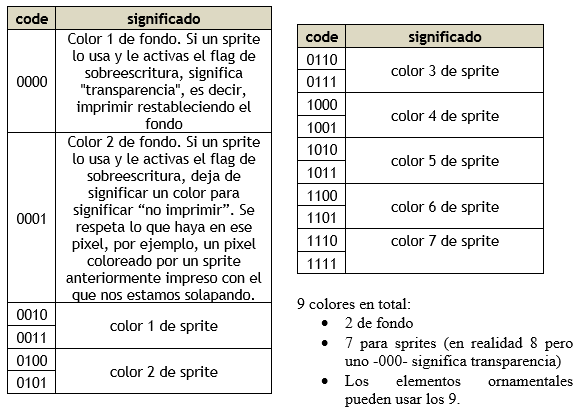 code significado
0000 Color 1 de fondo. Si un sprite
lo usa y le activas el flag de
sobreescritura, significa
"transparencia", es decir,
imprimir restableciendo el
fondo
0001 Color 2 de fondo. Si un sprite
lo usa y le activas el flag de
sobreescritura, deja de
significar un color para
significar “no imprimir”. Se
respeta lo que haya en ese
pixel, por ejemplo, un pixel
coloreado por un sprite
anteriormente impreso con el
que nos estamos solapando.
0010
0011
color 1 de sprite
0100
0101
color 2 de sprite
code significado
0110
0111
color 3 de sprite
1000
1001
color 4 de sprite
1010
1011
color 5 de sprite
1100
1101
color 6 de sprite
1110 color 7 de sprite
1111
9 colores en total:
• 2 de fondo
• 7 para sprites (en realidad 8 pero
uno -000- significa transparencia)
• Los elementos ornamentales
pueden usar los 9.